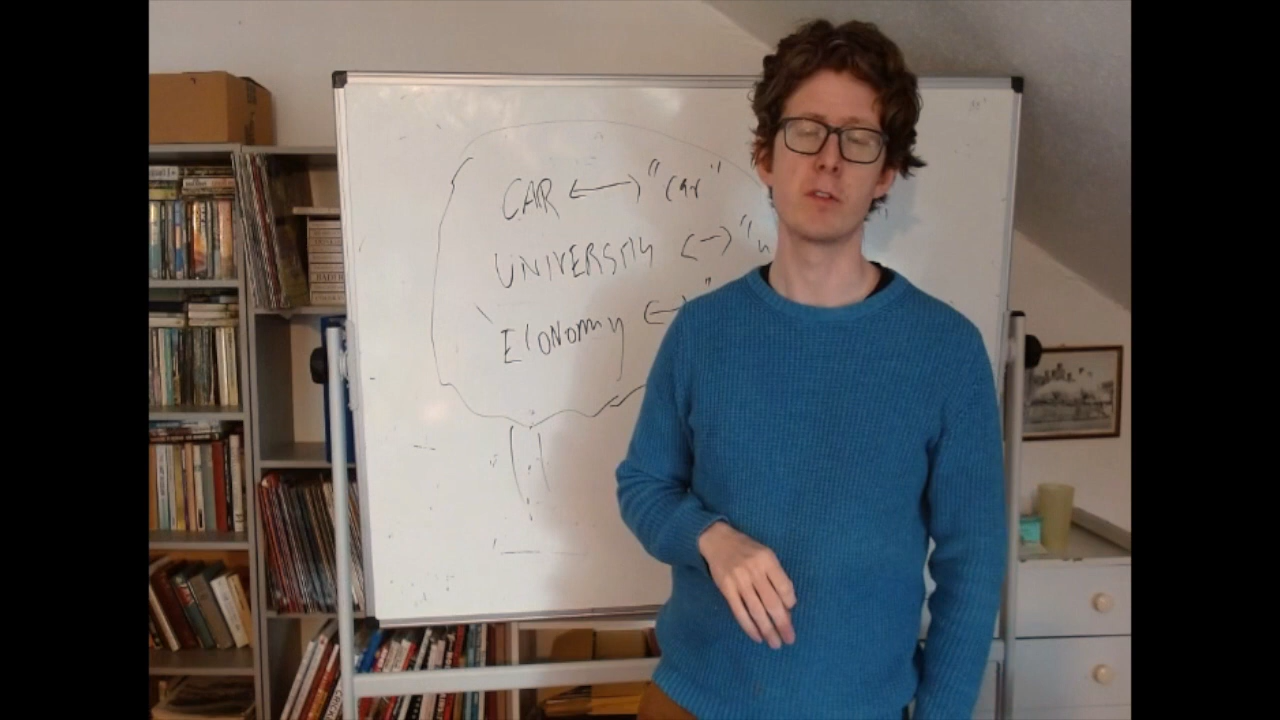 CAR ⟷ "car"
UNIVERSITY ⟷ "u
ECONOMY ⟷ "